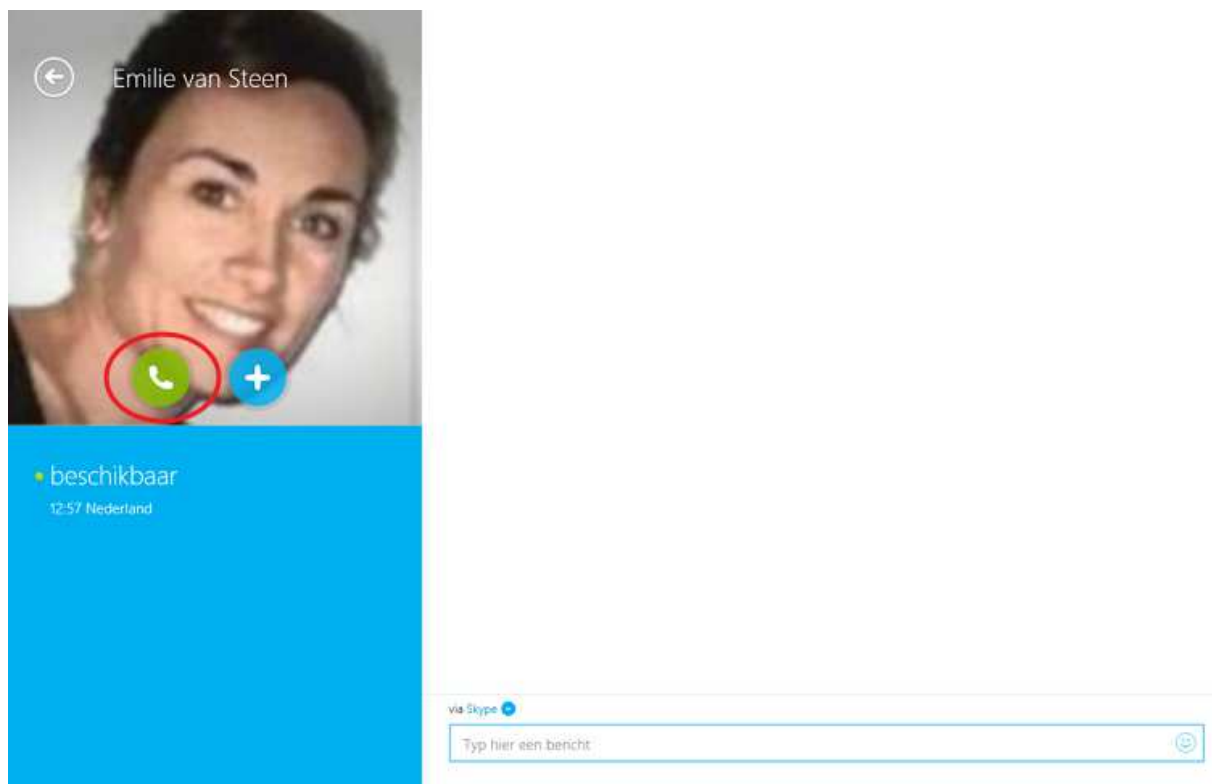 Emilie van Steen
beschikbaar
12:57 Nederland
via Skype
Typ hier een bericht